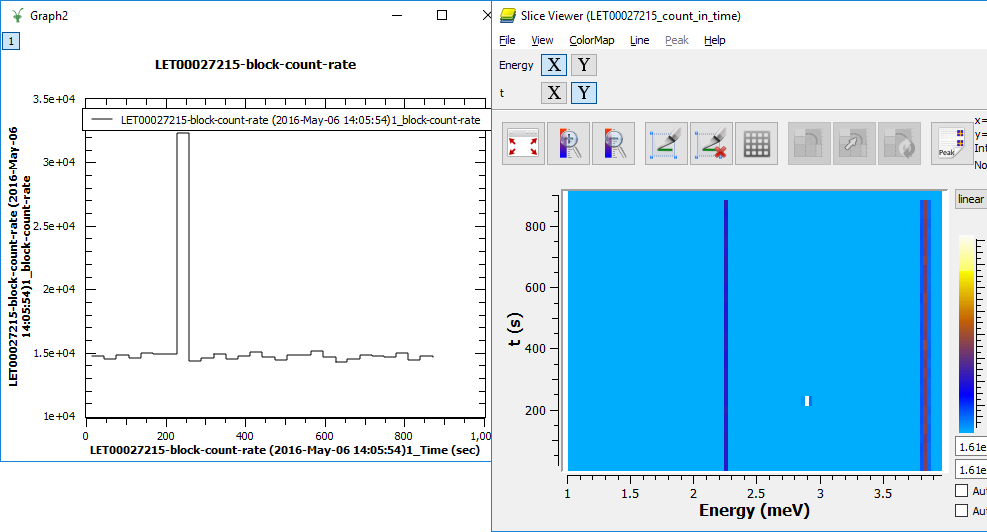 Graph2
1
LET00027215-block-count-rate
LET00027215-block-count-rate (2016-May-06 14:05:54)1_block-count-rate
3.5e+04
3e+04
2.5e+04
2e+04
1.5e+04
1e+04
LET00027215-block-count-rate (2016-May-06
14:05:54)1_block-count-rate
0
200
400
600
800
1,00
LET00027215-block-count-rate (2016-May-06 14:05:54)1_Time (sec)
Slice Viewer (LET00027215_count_in_time)
File View ColorMap Line Peak Help
Energy X Y
t X Y
Peak
x=
y=
Int
No
linear
800
600
400
200
t (s)
1 1.5 2 2.5 3 3.5
Energy (meV)
1.61e
1.61e
Aut
Aut